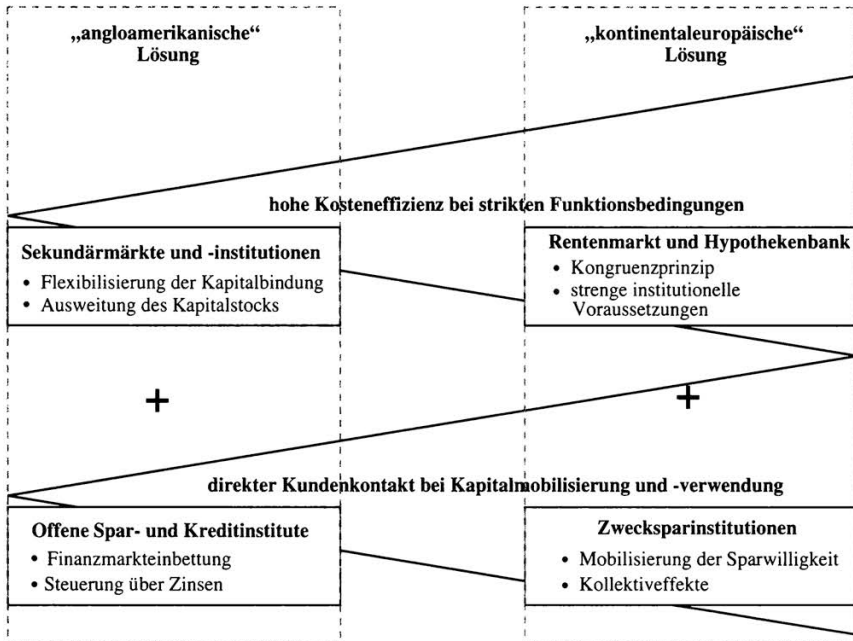 „angloamerikanische“
Lösung
„kontinentaleuropäische“
Lösung
hohe Kosteneffizienz bei strikten Funktionsbedingungen
Sekundärmärkte und -institutionen
• Flexibilisierung der Kapitalbindung
• Ausweitung des Kapitalstocks
Rentenmarkt und Hypothekenbank
• Kongruenzprinzip
• strenge institutionelle
Voraussetzungen
+
+
direkter Kundenkontakt bei Kapitalmobilisierung und -verwendung
Offene Spar- und Kreditinstitute
• Finanzmarkteinbettung
• Steuerung über Zinsen
Zwecksparinstitutionen
• Mobilisierung der Sparwilligkeit
• Kollektiveffekte